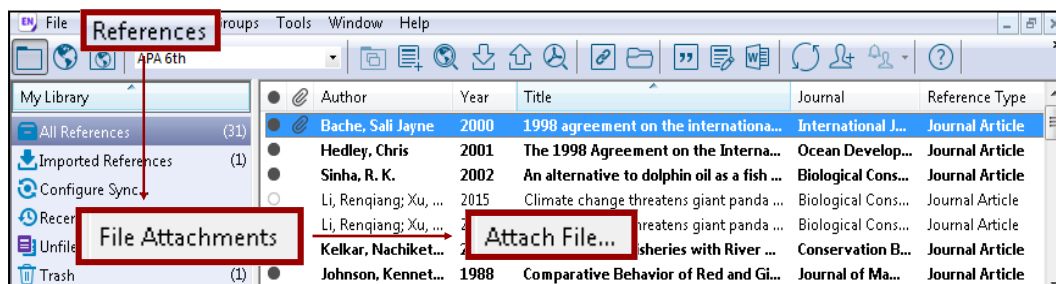 EN File References Groups Tools Window Help
APA 6th
My Library Author Year Title Journal Reference Type
All References (31) Bache, Sali Jayne 2000 1998 agreement on the internationa... International J... Journal Article
Imported References (1) Hedley, Chris 2001 The 1998 Agreement on the Interna... Ocean Develop... Journal Article
Configure Sync... Sinha, R. K. 2002 An alternative to dolphin oil as a fish ... Biological Cons... Journal Article
Li, Renqiang; Xu, ... 2015 Climate change threatens giant panda ... Biological Cons... Journal Article
Li, Renqiang; Xu, ... threatens giant panda ... Biological Cons... Journal Article
File Attachments Attach File...
Kelkar, Nachiket... sheries with River ... Conservation B... Journal Article
Trash (1) Johnson, Kennet... 1988 Comparative Behavior of Red and Gi... Journal of Ma... Journal Article